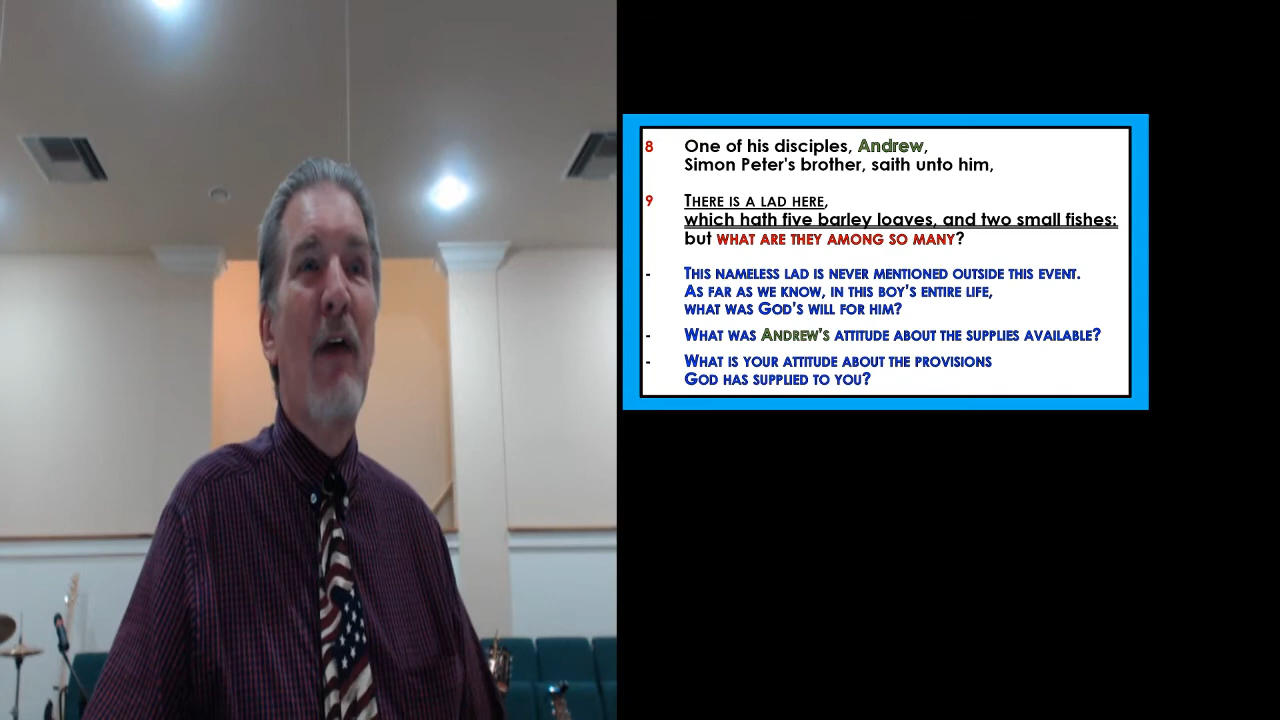 8 One of his disciples, Andrew,
Simon Peter's brother, saith unto him,
9 There is a lad here,
which hath five barley loaves, and two small fishes:
but what are they among so many?
- This nameless lad is never mentioned outside this event.
As far as we know, in this boy's entire life,
what was God's will for him?
- What was Andrew's attitude about the supplies available?
- What is your attitude about the provisions
God has supplied to you?